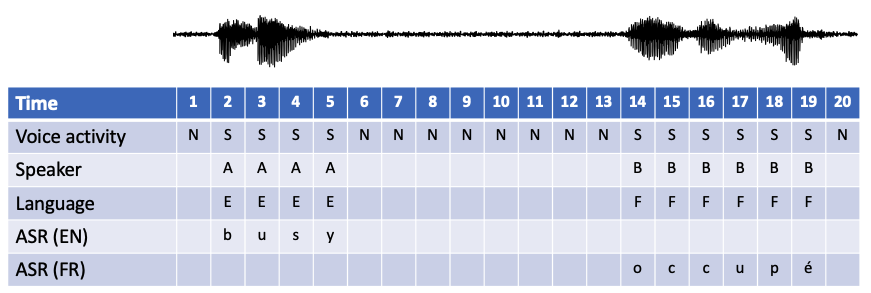 Time 1 2 3 4 5 6 7 8 9 10 11 12 13 14 15 16 17 18 19 20
Voice activity N S S S S N N N N N N N N S S S S S S N
Speaker A A A A B B B B B B
Language E E E E F F F F F F
ASR (EN) b u s y
ASR (FR) o c c u p é